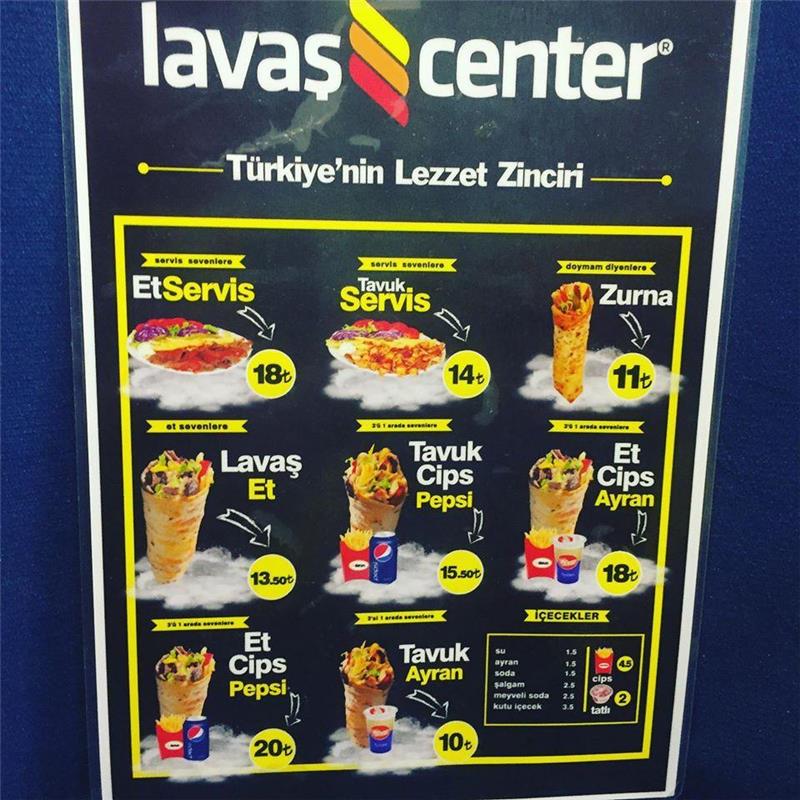 lavaş center®
Türkiye'nin Lezzet Zinciri
servis sevenlere
EtServis
18₺
servis sevenlere
Tavuk
Servis
14₺
doymam diyenlere
Zurna
11₺
et sevenlere
Lavaş
Et
13.50₺
3'ü 1 arada sevenlere
Tavuk
Cips
Pepsi
pepsi
15.50₺
3'ü 1 arada sevenlere
Et
Cips
Ayran
18₺
3'ü 1 arada sevenlere
Et
Cips
Pepsi
pepsi
20₺
2'si 1 arada sevenlere
Tavuk
Ayran
10₺
İÇECEKLER
su 1.5
ayran 1.5
soda 1.5
şalgam 2.5
meyveli soda 2.5
kutu içecek 3.5
cips
4.5
tatlı
2